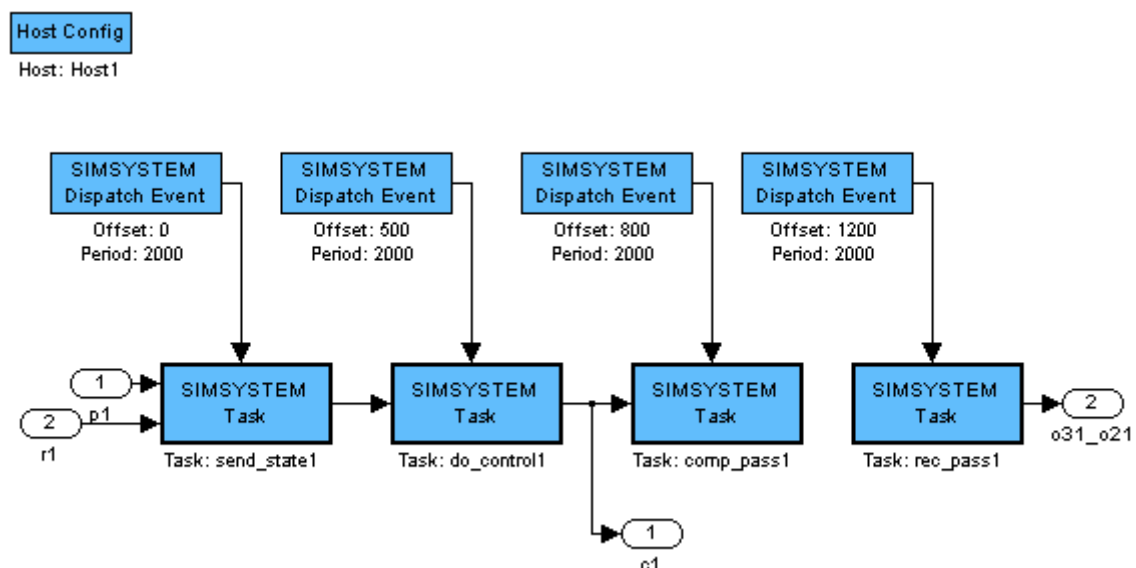 Host Config
Host: Host1
SIMSYSTEM
Dispatch Event
Offset: 0
Period: 2000
SIMSYSTEM
Dispatch Event
Offset: 500
Period: 2000
SIMSYSTEM
Dispatch Event
Offset: 800
Period: 2000
SIMSYSTEM
Dispatch Event
Offset: 1200
Period: 2000
1
p1
2
r1
SIMSYSTEM
Task
Task: send_state1
SIMSYSTEM
Task
Task: do_control1
SIMSYSTEM
Task
Task: comp_pass1
SIMSYSTEM
Task
Task: rec_pass1
2
o31_o21
1
c1